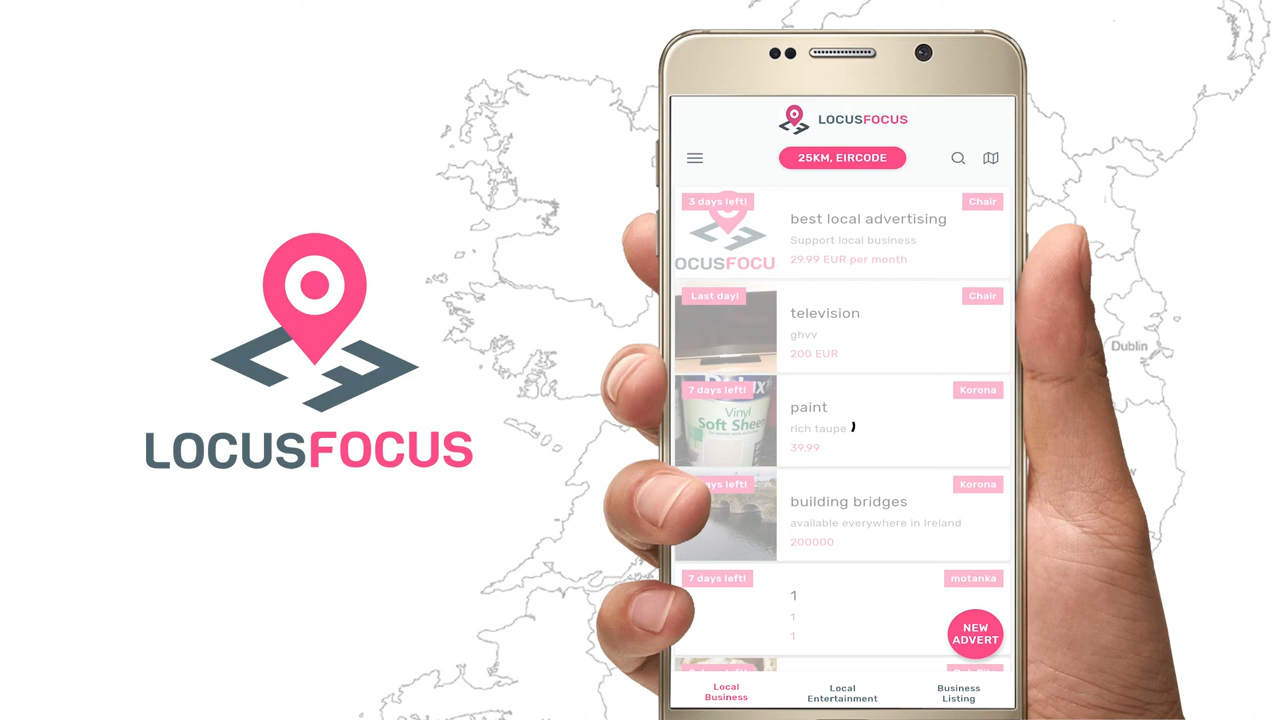 LOCUSFOCUS
Dublin
LOCUSFOCUS
25KM, EIRCODE
3 days left!
Chair
best local advertising
Support local business
29.99 EUR per month
OCUSFOCU
Last day!
Chair
television
ghvv
200 EUR
7 days left!
Korona
paint
rich taupe
39.99
Vinyl
Soft Sheen
days left!
Korona
building bridges
available everywhere in Ireland
200000
7 days left!
motanka
1
1
1
NEW
ADVERT
Local
Business
Local
Entertainment
Business
Listing